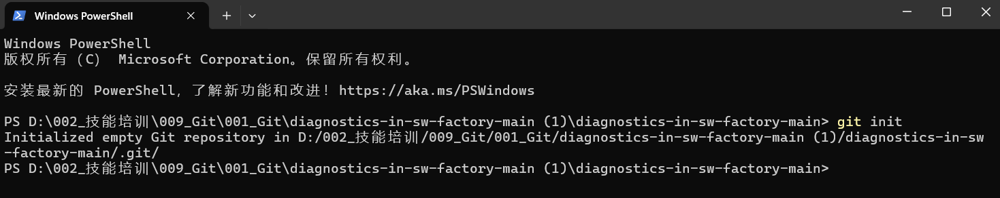 Windows PowerShell
Windows PowerShell
版权所有 (C) Microsoft Corporation。保留所有权利。
安装最新的 PowerShell，了解新功能和改进！https://aka.ms/PSWindows
PS D:\002_技能培训\009_Git\001_Git\diagnostics-in-sw-factory-main (1)\diagnostics-in-sw-factory-main> git init
Initialized empty Git repository in D:/002_技能培训/009_Git/001_Git/diagnostics-in-sw-factory-main (1)/diagnostics-in-sw
-factory-main/.git/
PS D:\002_技能培训\009_Git\001_Git\diagnostics-in-sw-factory-main (1)\diagnostics-in-sw-factory-main>